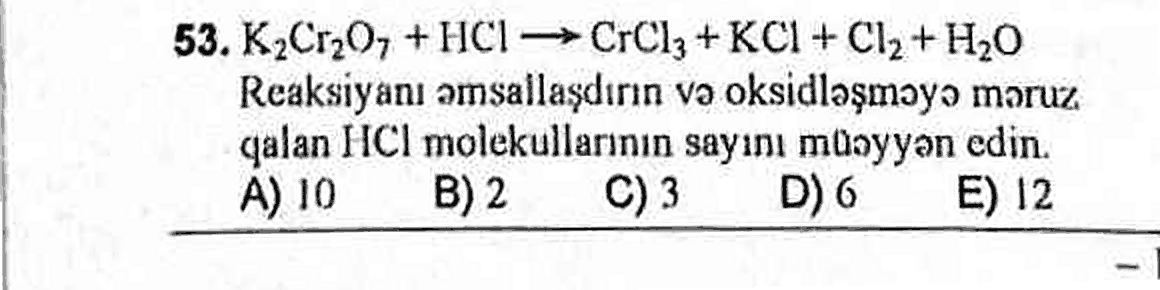 53. K₂Cr₂O₇ + HCl → CrCl₃ + KCl + Cl₂ + H₂O
Reaksiyanı əmsallaşdırın və oksidləşməyə məruz
qalan HCl molekullarının sayını müəyyən edin.
A) 10 B) 2 C) 3 D) 6 E) 12